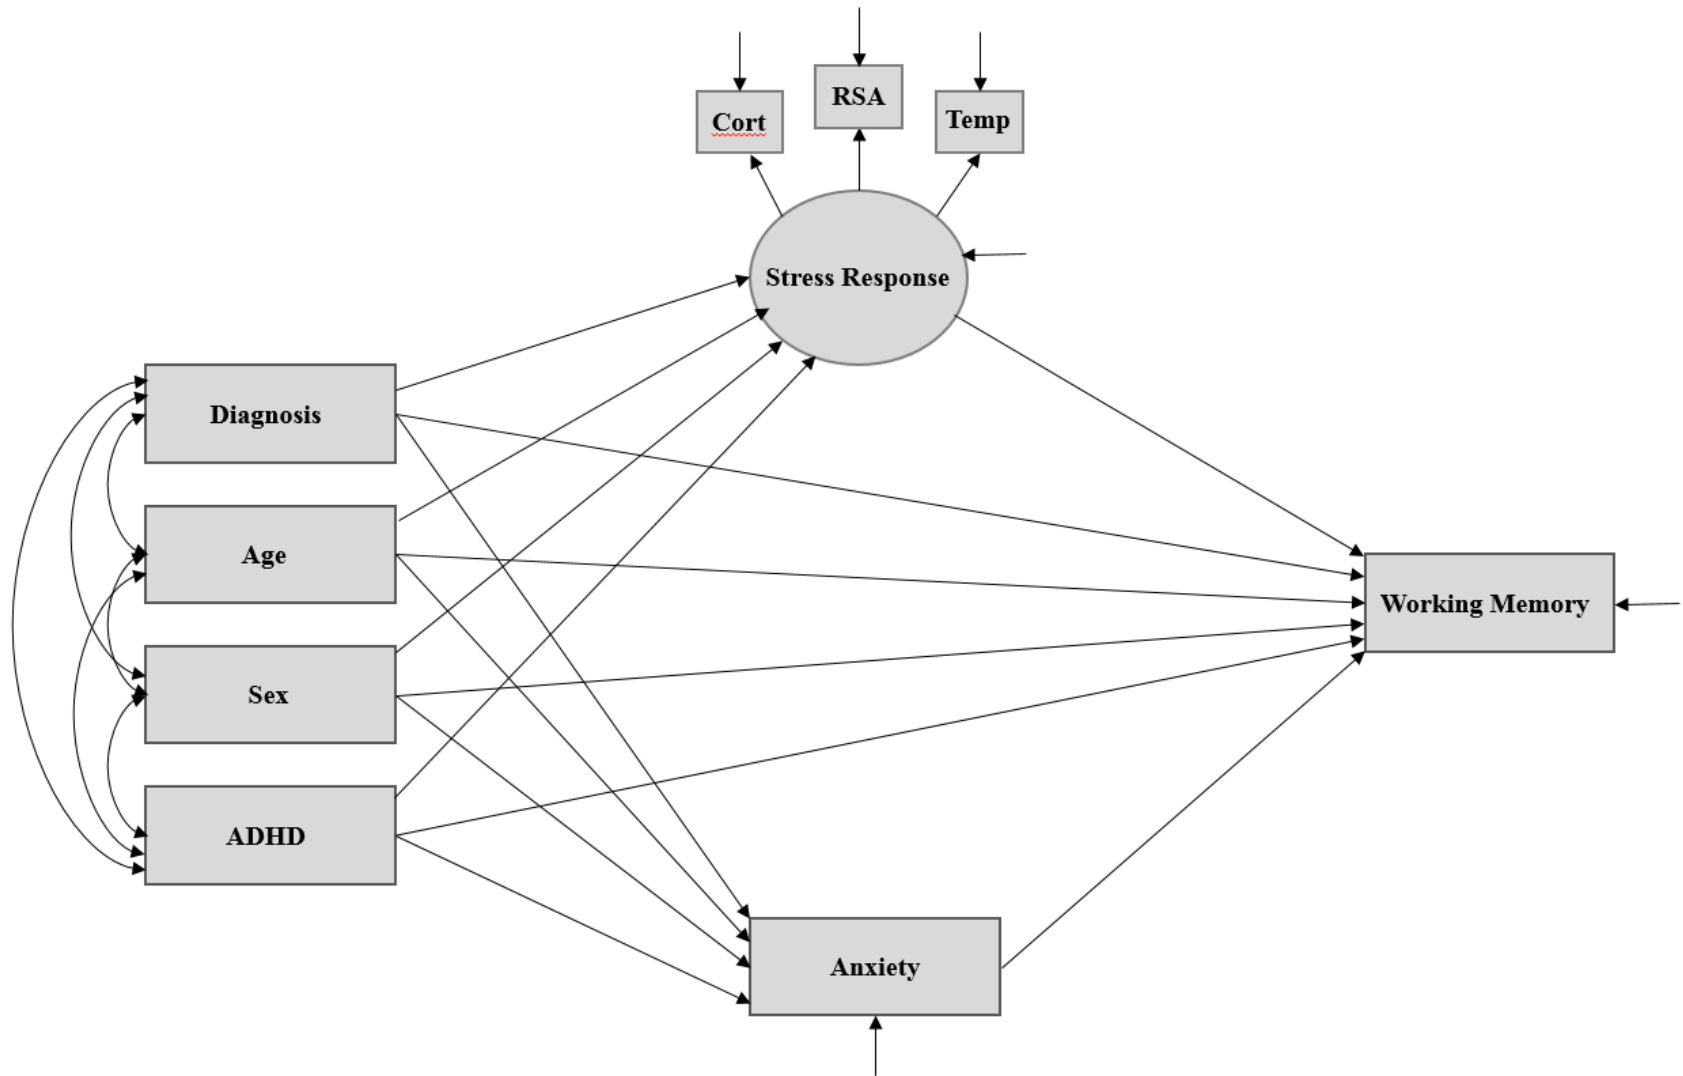 RSA
Cort
Temp
Stress Response
Diagnosis
Age
Sex
ADHD
Working Memory
Anxiety